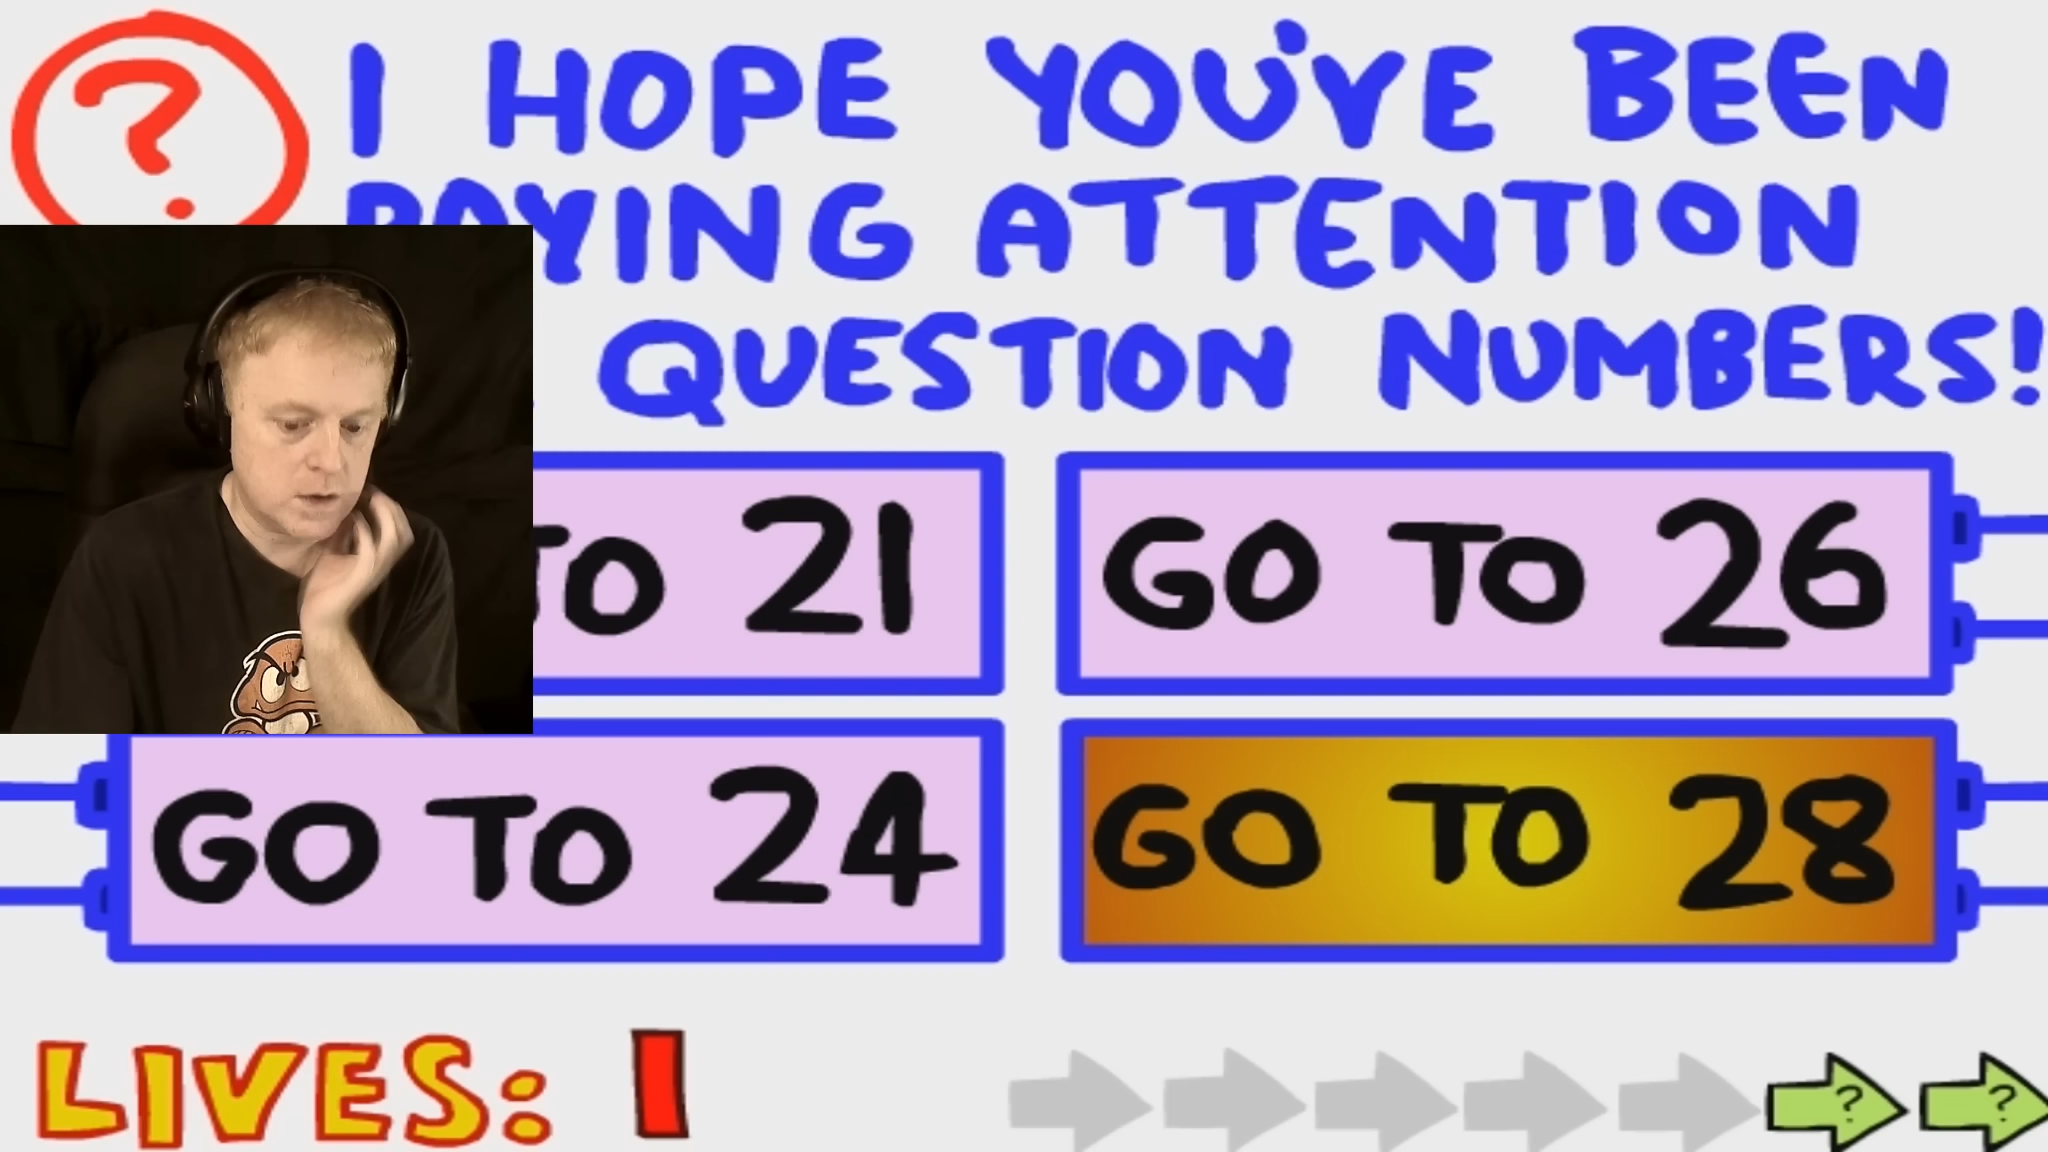 ?
I HOPE YOU'VE BEEN
PAYING ATTENTION
QUESTION NUMBERS!
TO 21
GO TO 26
GO TO 24
GO TO 28
LIVES: 1
? ?